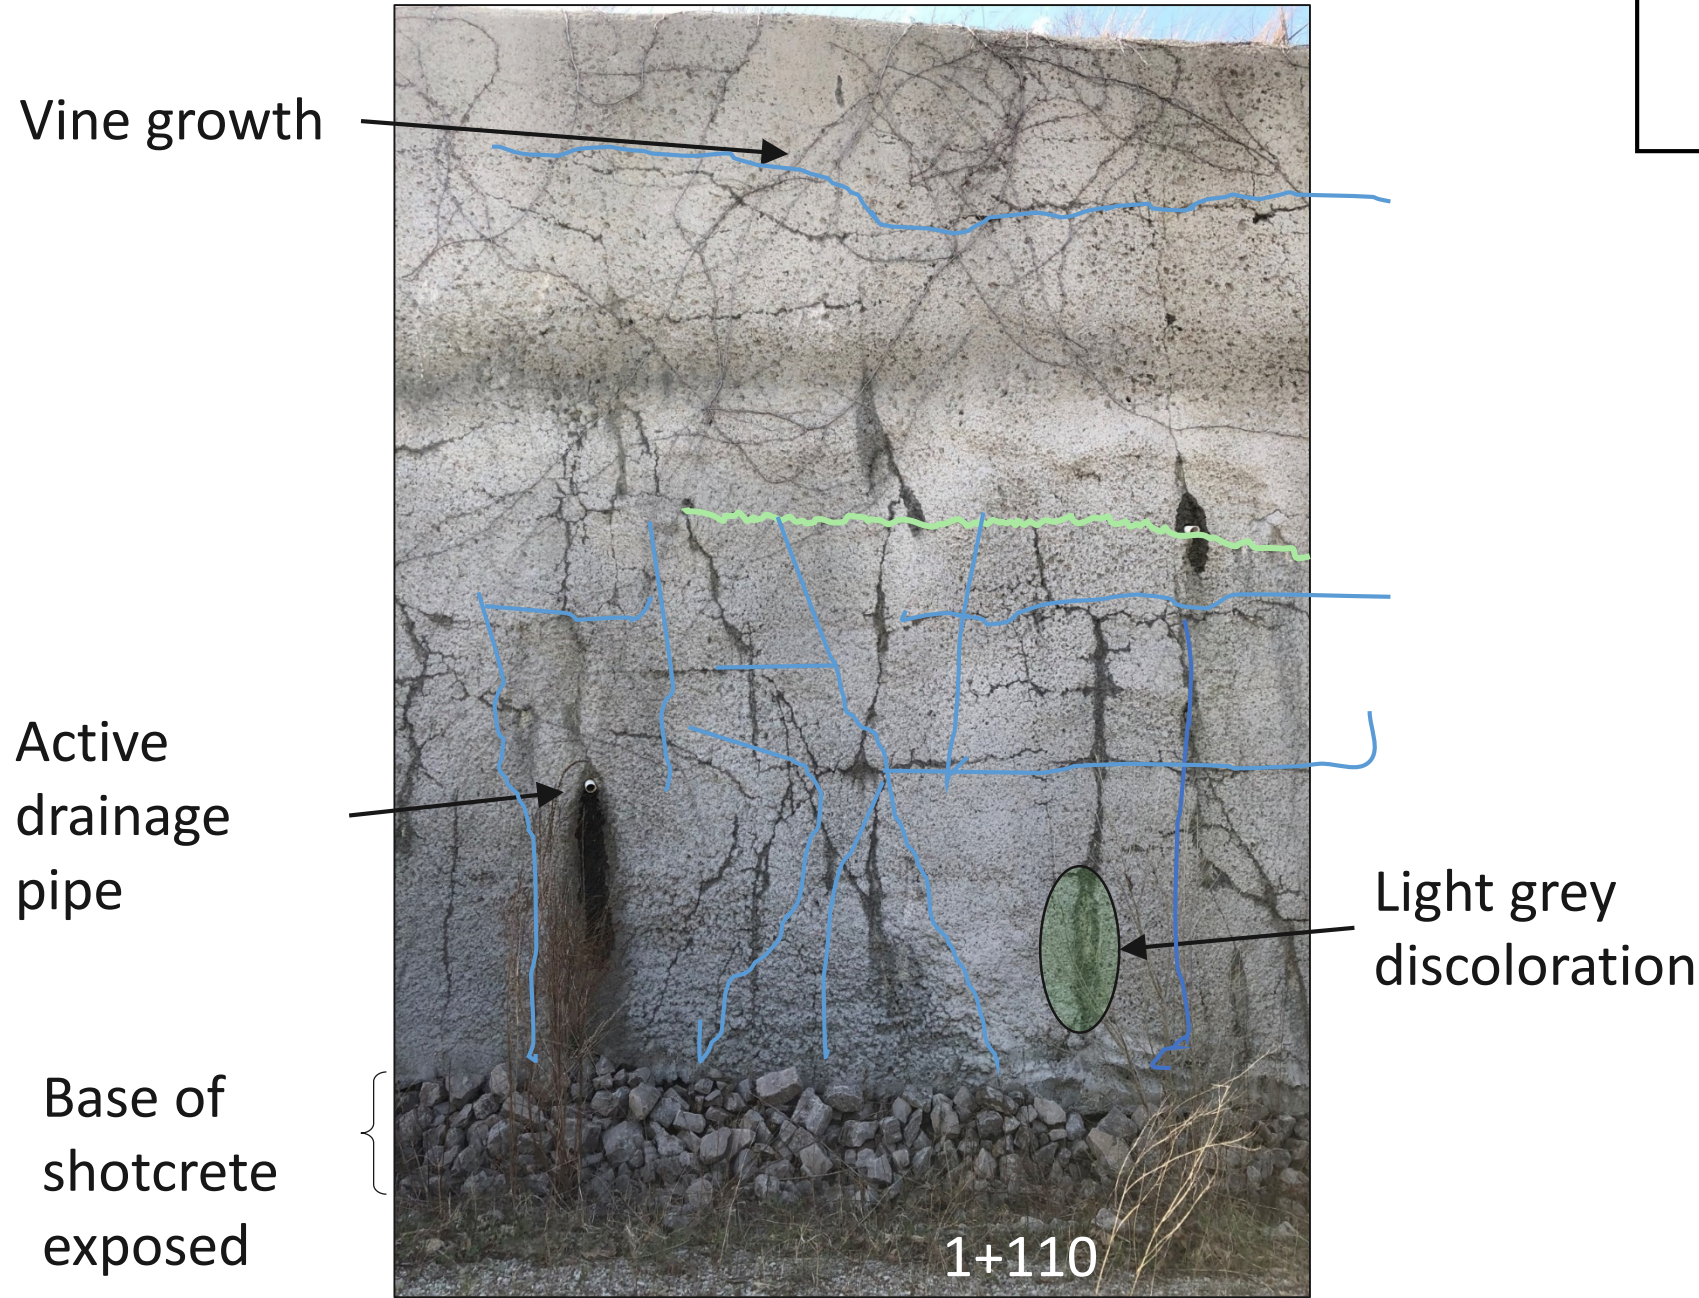 Vine growth
Active
drainage
pipe
Light grey
discoloration
Base of
shotcrete
exposed
1+110